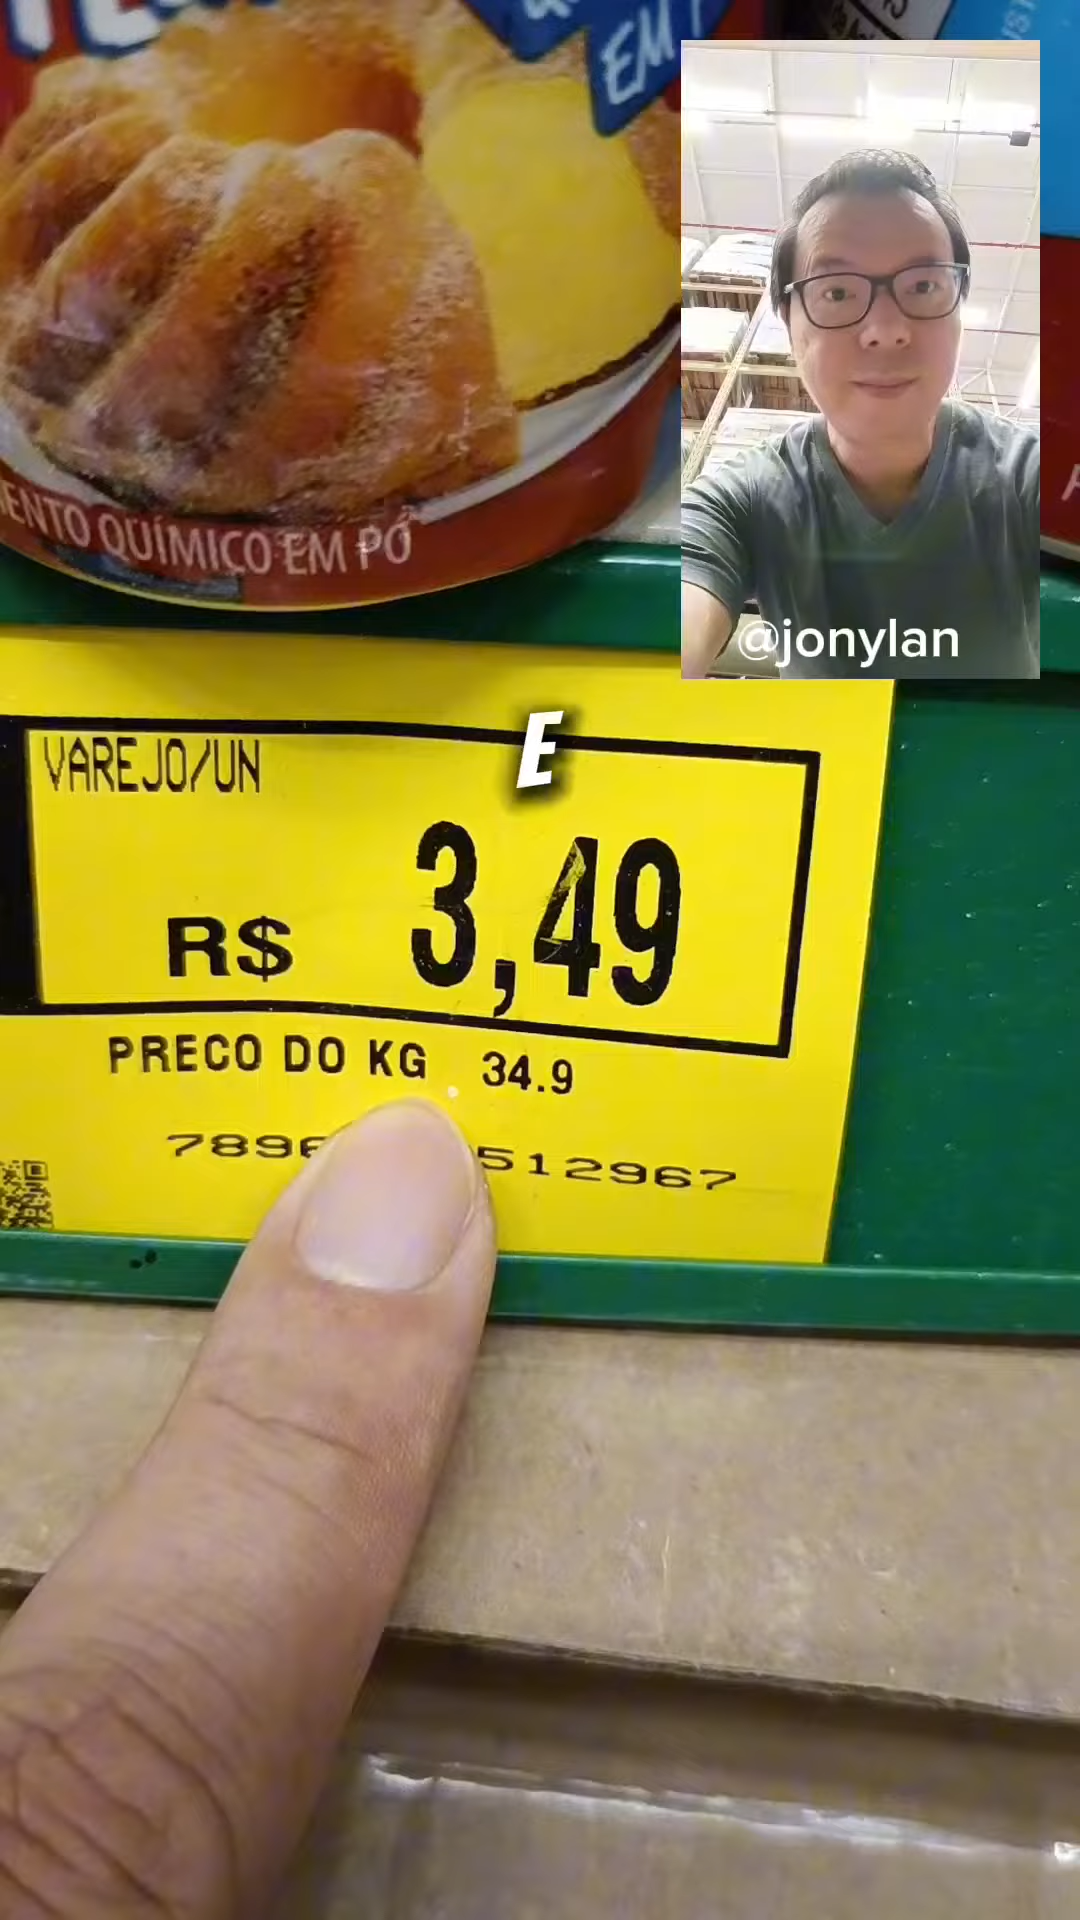 EM
@jonylan
ENTO QUÍMICO EM PÓ
E
VAREJO/UN
R$ 3,49
PRECO DO KG 34.9
512967